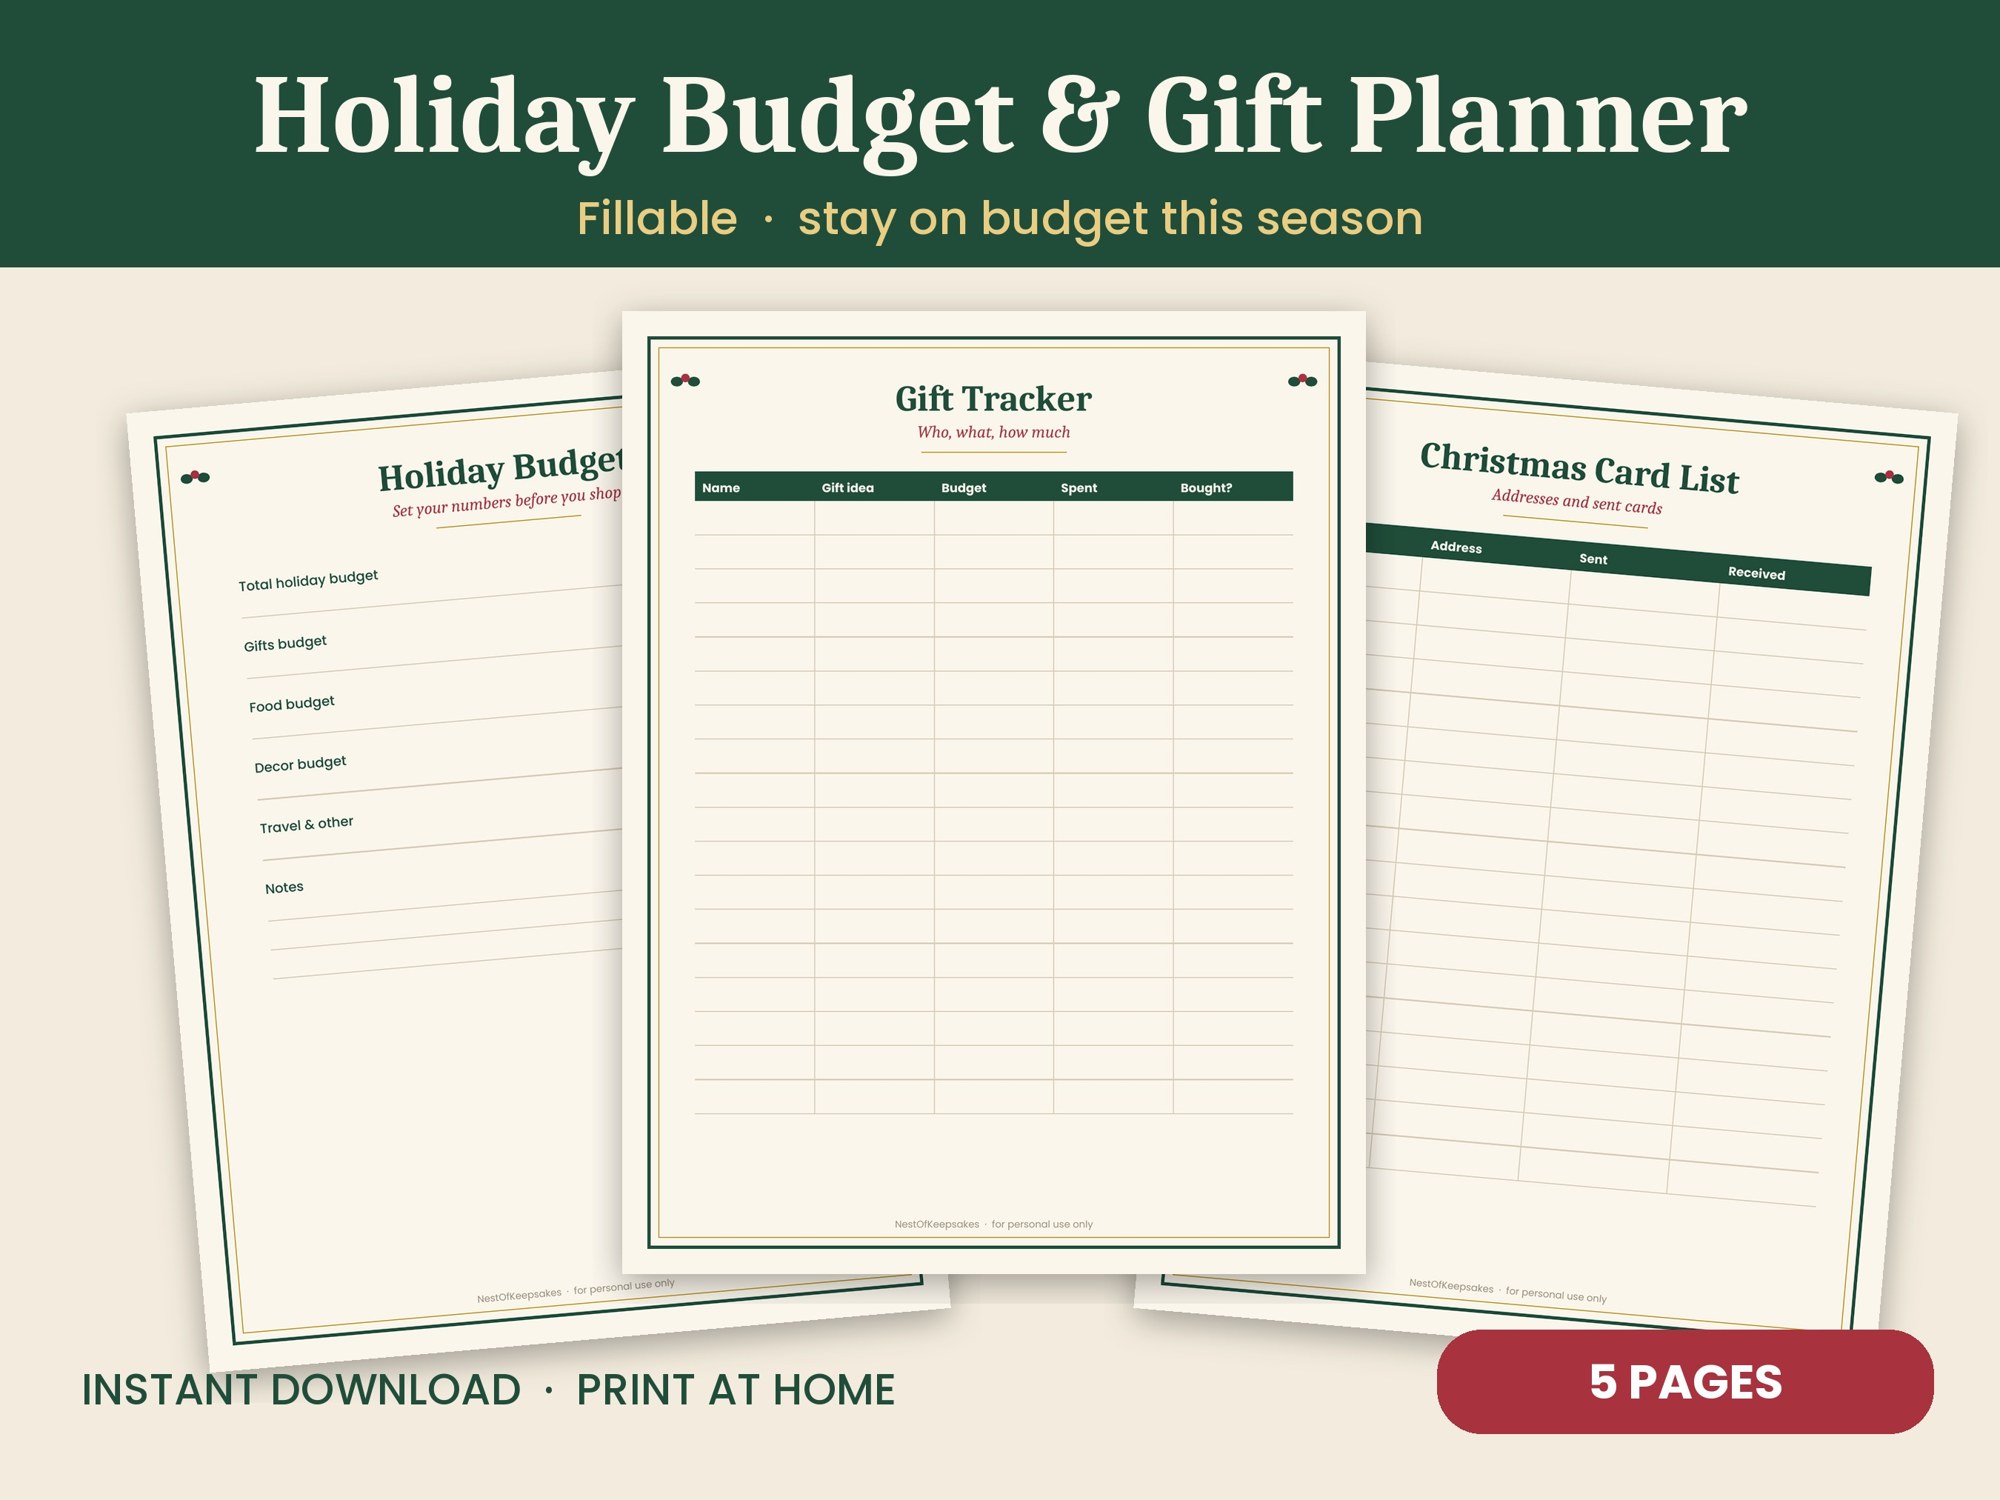 Holiday Budget & Gift Planner
Fillable · stay on budget this season
Holiday Budget
Set your numbers before you shop
Total holiday budget
Gifts budget
Food budget
Decor budget
Travel & other
Notes
NestOfKeepsakes · for personal use only
Gift Tracker
Who, what, how much
Name Gift idea Budget Spent Bought?
NestOfKeepsakes · for personal use only
Christmas Card List
Addresses and sent cards
Address Sent Received
NestOfKeepsakes · for personal use only
INSTANT DOWNLOAD · PRINT AT HOME
5 PAGES